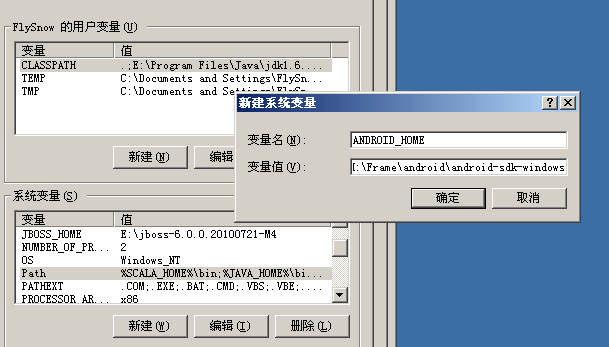 FlySnow 的用户变量(U)
变量 值
CLASSPATH .;E:\Program Files\Java\jdk1.6....
TEMP C:\Documents and Settings\FlySn...
TMP C:\Documents and Settings\FlySn...
新建(N) 编辑
新建系统变量
变量名(N): ANDROID_HOME
变量值(V): :\Frame\android\android-sdk-windows
确定 取消
系统变量(S)
变量 值
JBOSS_HOME E:\jboss-6.0.0.20100721-M4
NUMBER_OF_PR... 2
OS Windows_NT
Path %SCALA_HOME%\bin;%JAVA_HOME%\bi...
PATHEXT .COM;.EXE;.BAT;.CMD;.VBS;.VBE;....
PROCESSOR_AR... x86
新建(W) 编辑(I) 删除(L)